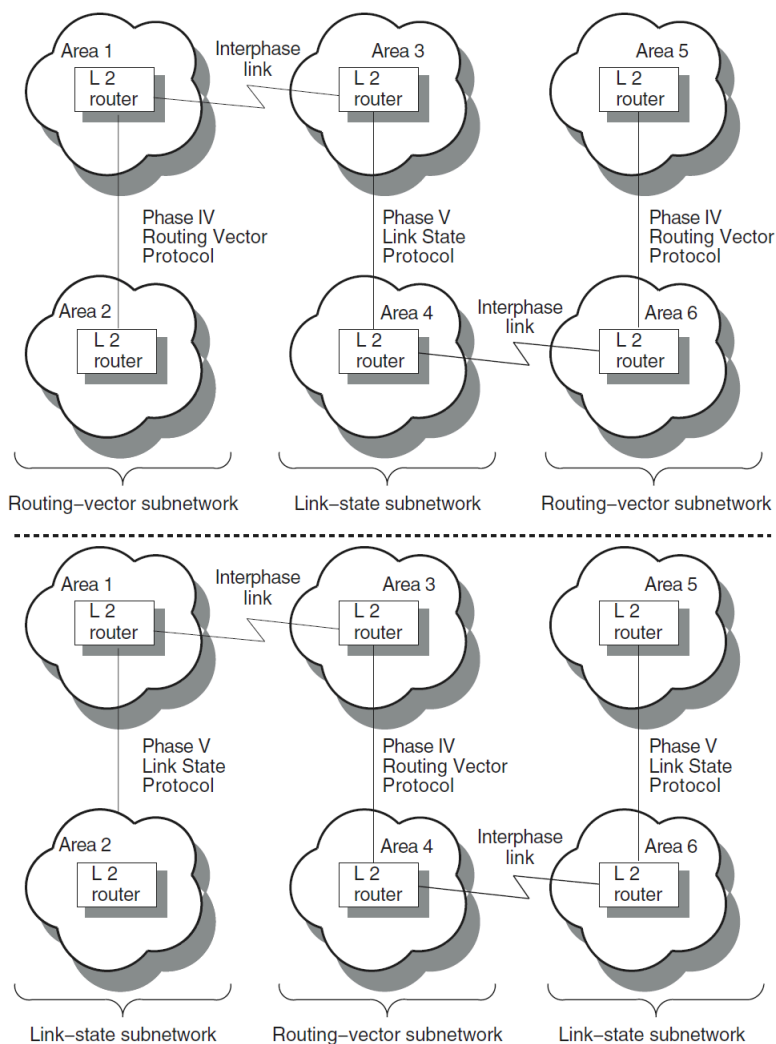 Area 1
L 2
router
Interphase
link
Area 3
L 2
router
Area 5
L 2
router
Phase IV
Routing Vector
Protocol
Phase V
Link State
Protocol
Phase IV
Routing Vector
Protocol
Area 2
L 2
router
Area 4
L 2
router
Interphase
link
Area 6
L 2
router
Routing–vector subnetwork
Link–state subnetwork
Routing–vector subnetwork
Area 1
L 2
router
Interphase
link
Area 3
L 2
router
Area 5
L 2
router
Phase V
Link State
Protocol
Phase IV
Routing Vector
Protocol
Phase V
Link State
Protocol
Area 2
L 2
router
Area 4
L 2
router
Interphase
link
Area 6
L 2
router
Link–state subnetwork
Routing–vector subnetwork
Link–state subnetwork